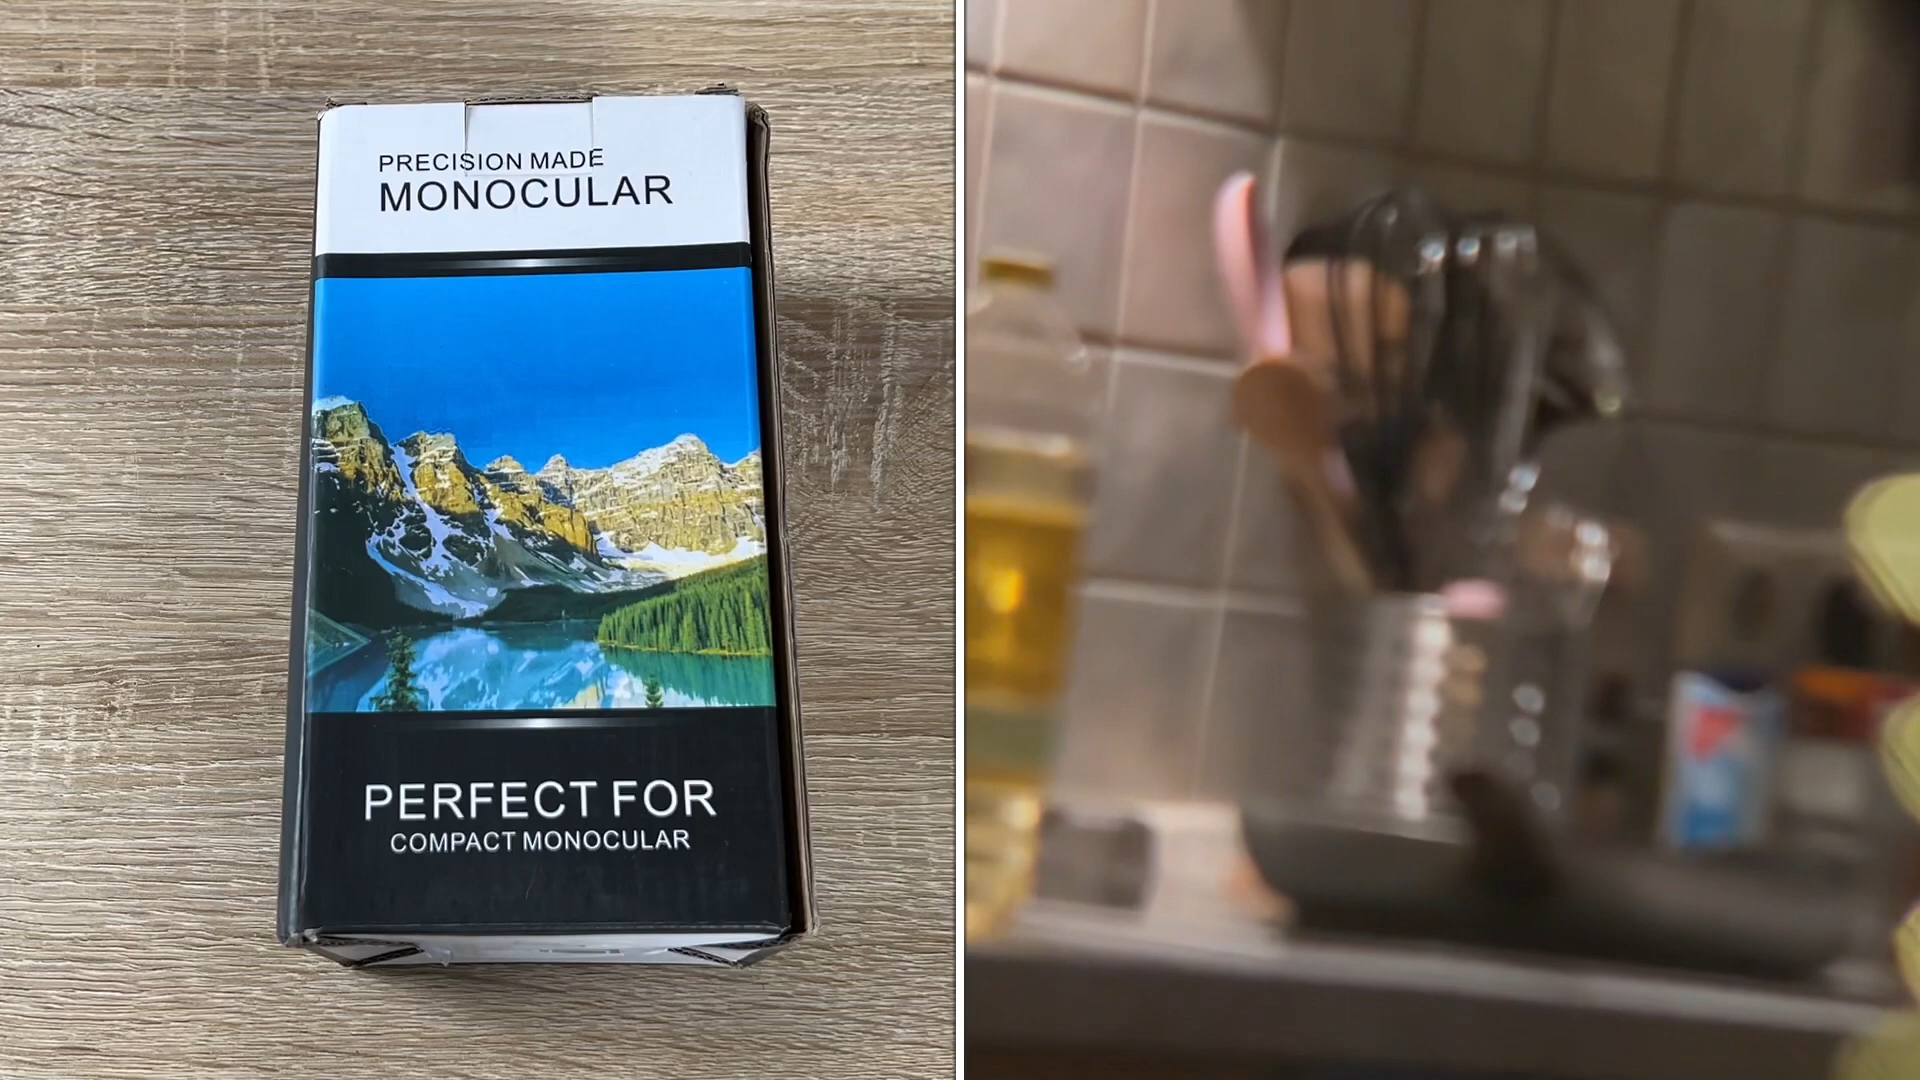 PRECISION MADE
MONOCULAR
PERFECT FOR
COMPACT MONOCULAR